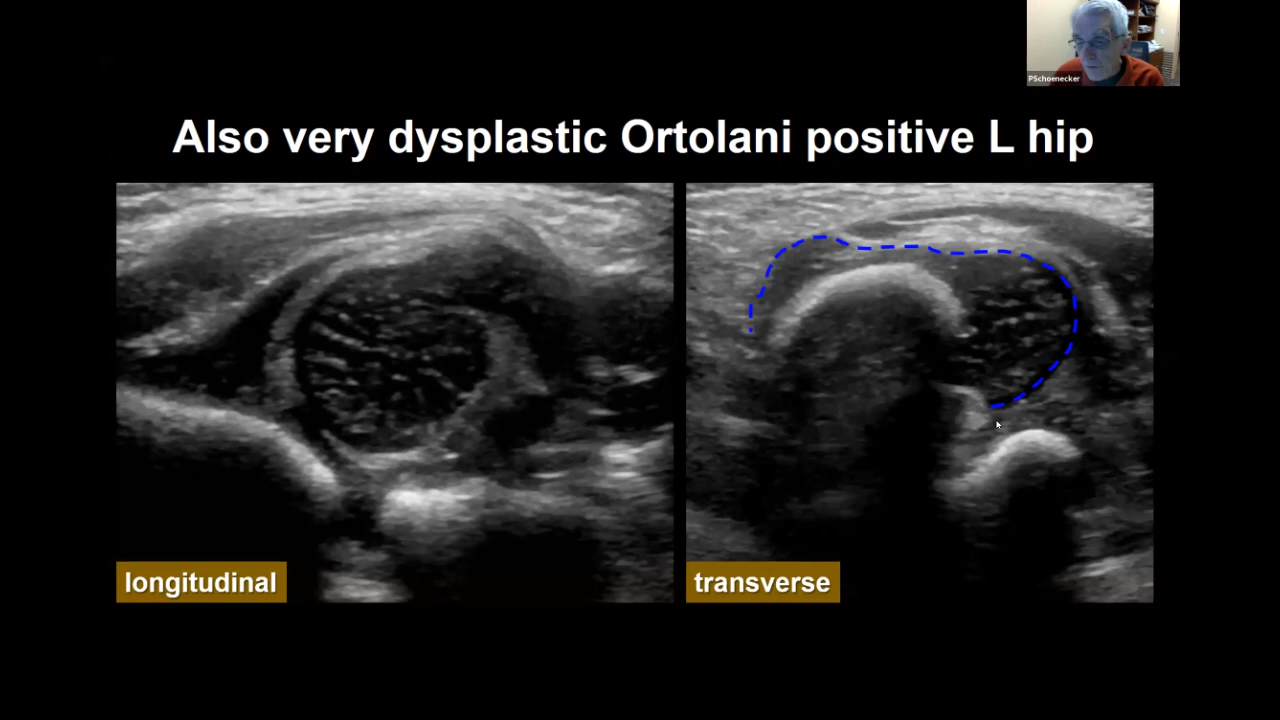 PSchoenecker
Also very dysplastic Ortolani positive L hip
longitudinal
transverse